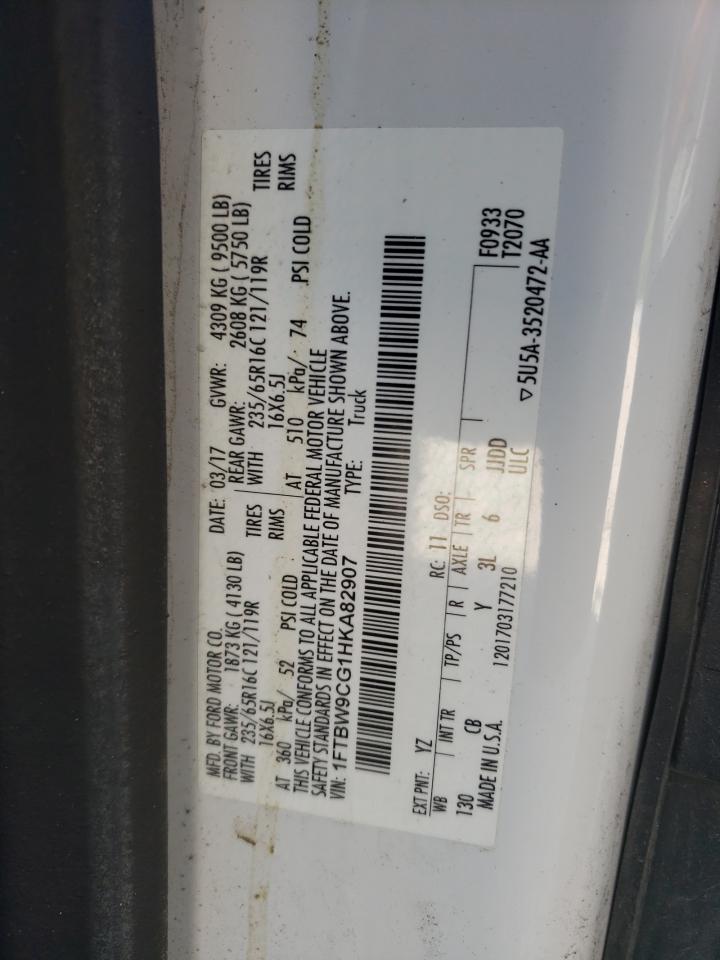 MFD. BY FORD MOTOR CO. DATE: 03/17 GVWR: 4309 KG ( 9500 LB)
FRONT GAWR: 1873 KG ( 4130 LB) REAR GAWR: 2608 KG ( 5750 LB)
WITH 235/65R16C 121/119R TIRES WITH 235/65R16C 121/119R TIRES
16X6.5J RIMS 16X6.5J RIMS
AT 360 kPa/ 52 PSI COLD AT 510 kPa/ 74 PSI COLD
THIS VEHICLE CONFORMS TO ALL APPLICABLE FEDERAL MOTOR VEHICLE
SAFETY STANDARDS IN EFFECT ON THE DATE OF MANUFACTURE SHOWN ABOVE.
VIN: 1FTBW9CG1HKA82907 TYPE: Truck
EXT PNT: YZ RC: 11 DSO: F0933
WB INT TR TP/PS R AXLE TR SPR T2070
130 CB Y 3L 6 JJDD
MADE IN U.S.A. 1201703177210 ULC
▽ 5U5A-3520472-AA